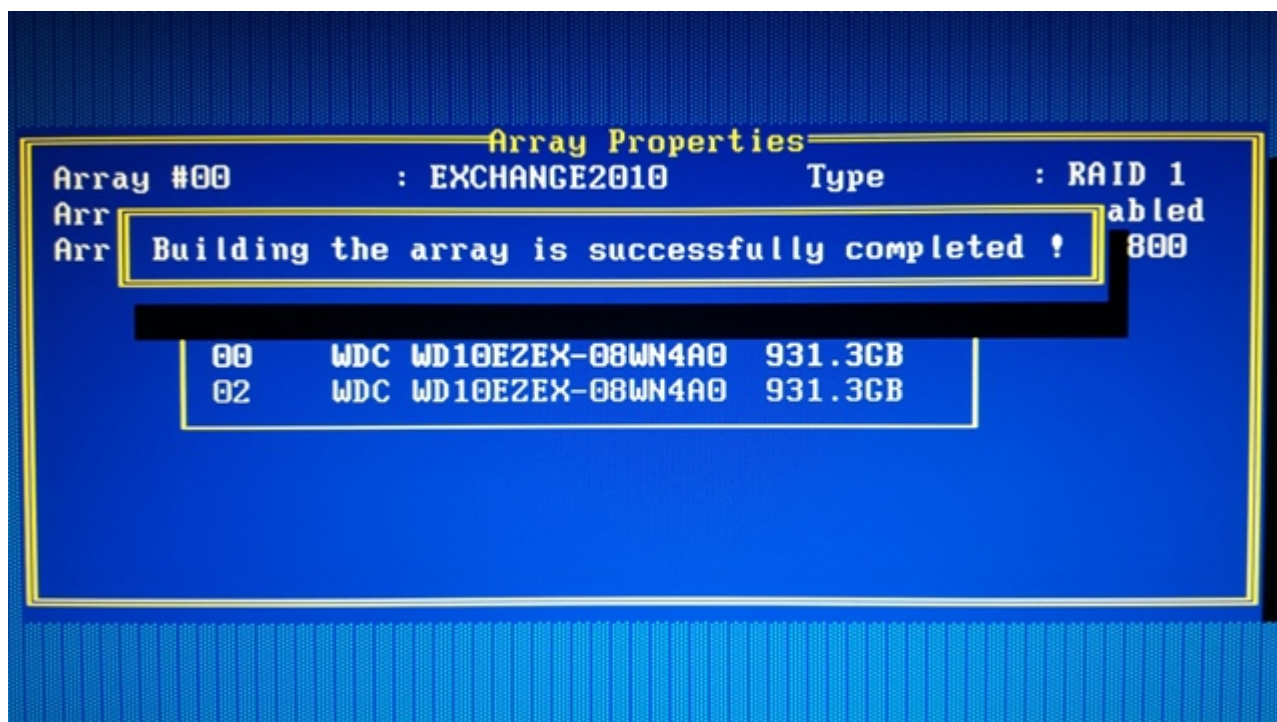 Array Properties
Array #00 : EXCHANGE2010 Type : RAID 1
Arr abled
Building the array is successfully completed !
Arr 800
00 WDC WD10EZEX-08WN4A0 931.3GB
02 WDC WD10EZEX-08WN4A0 931.3GB